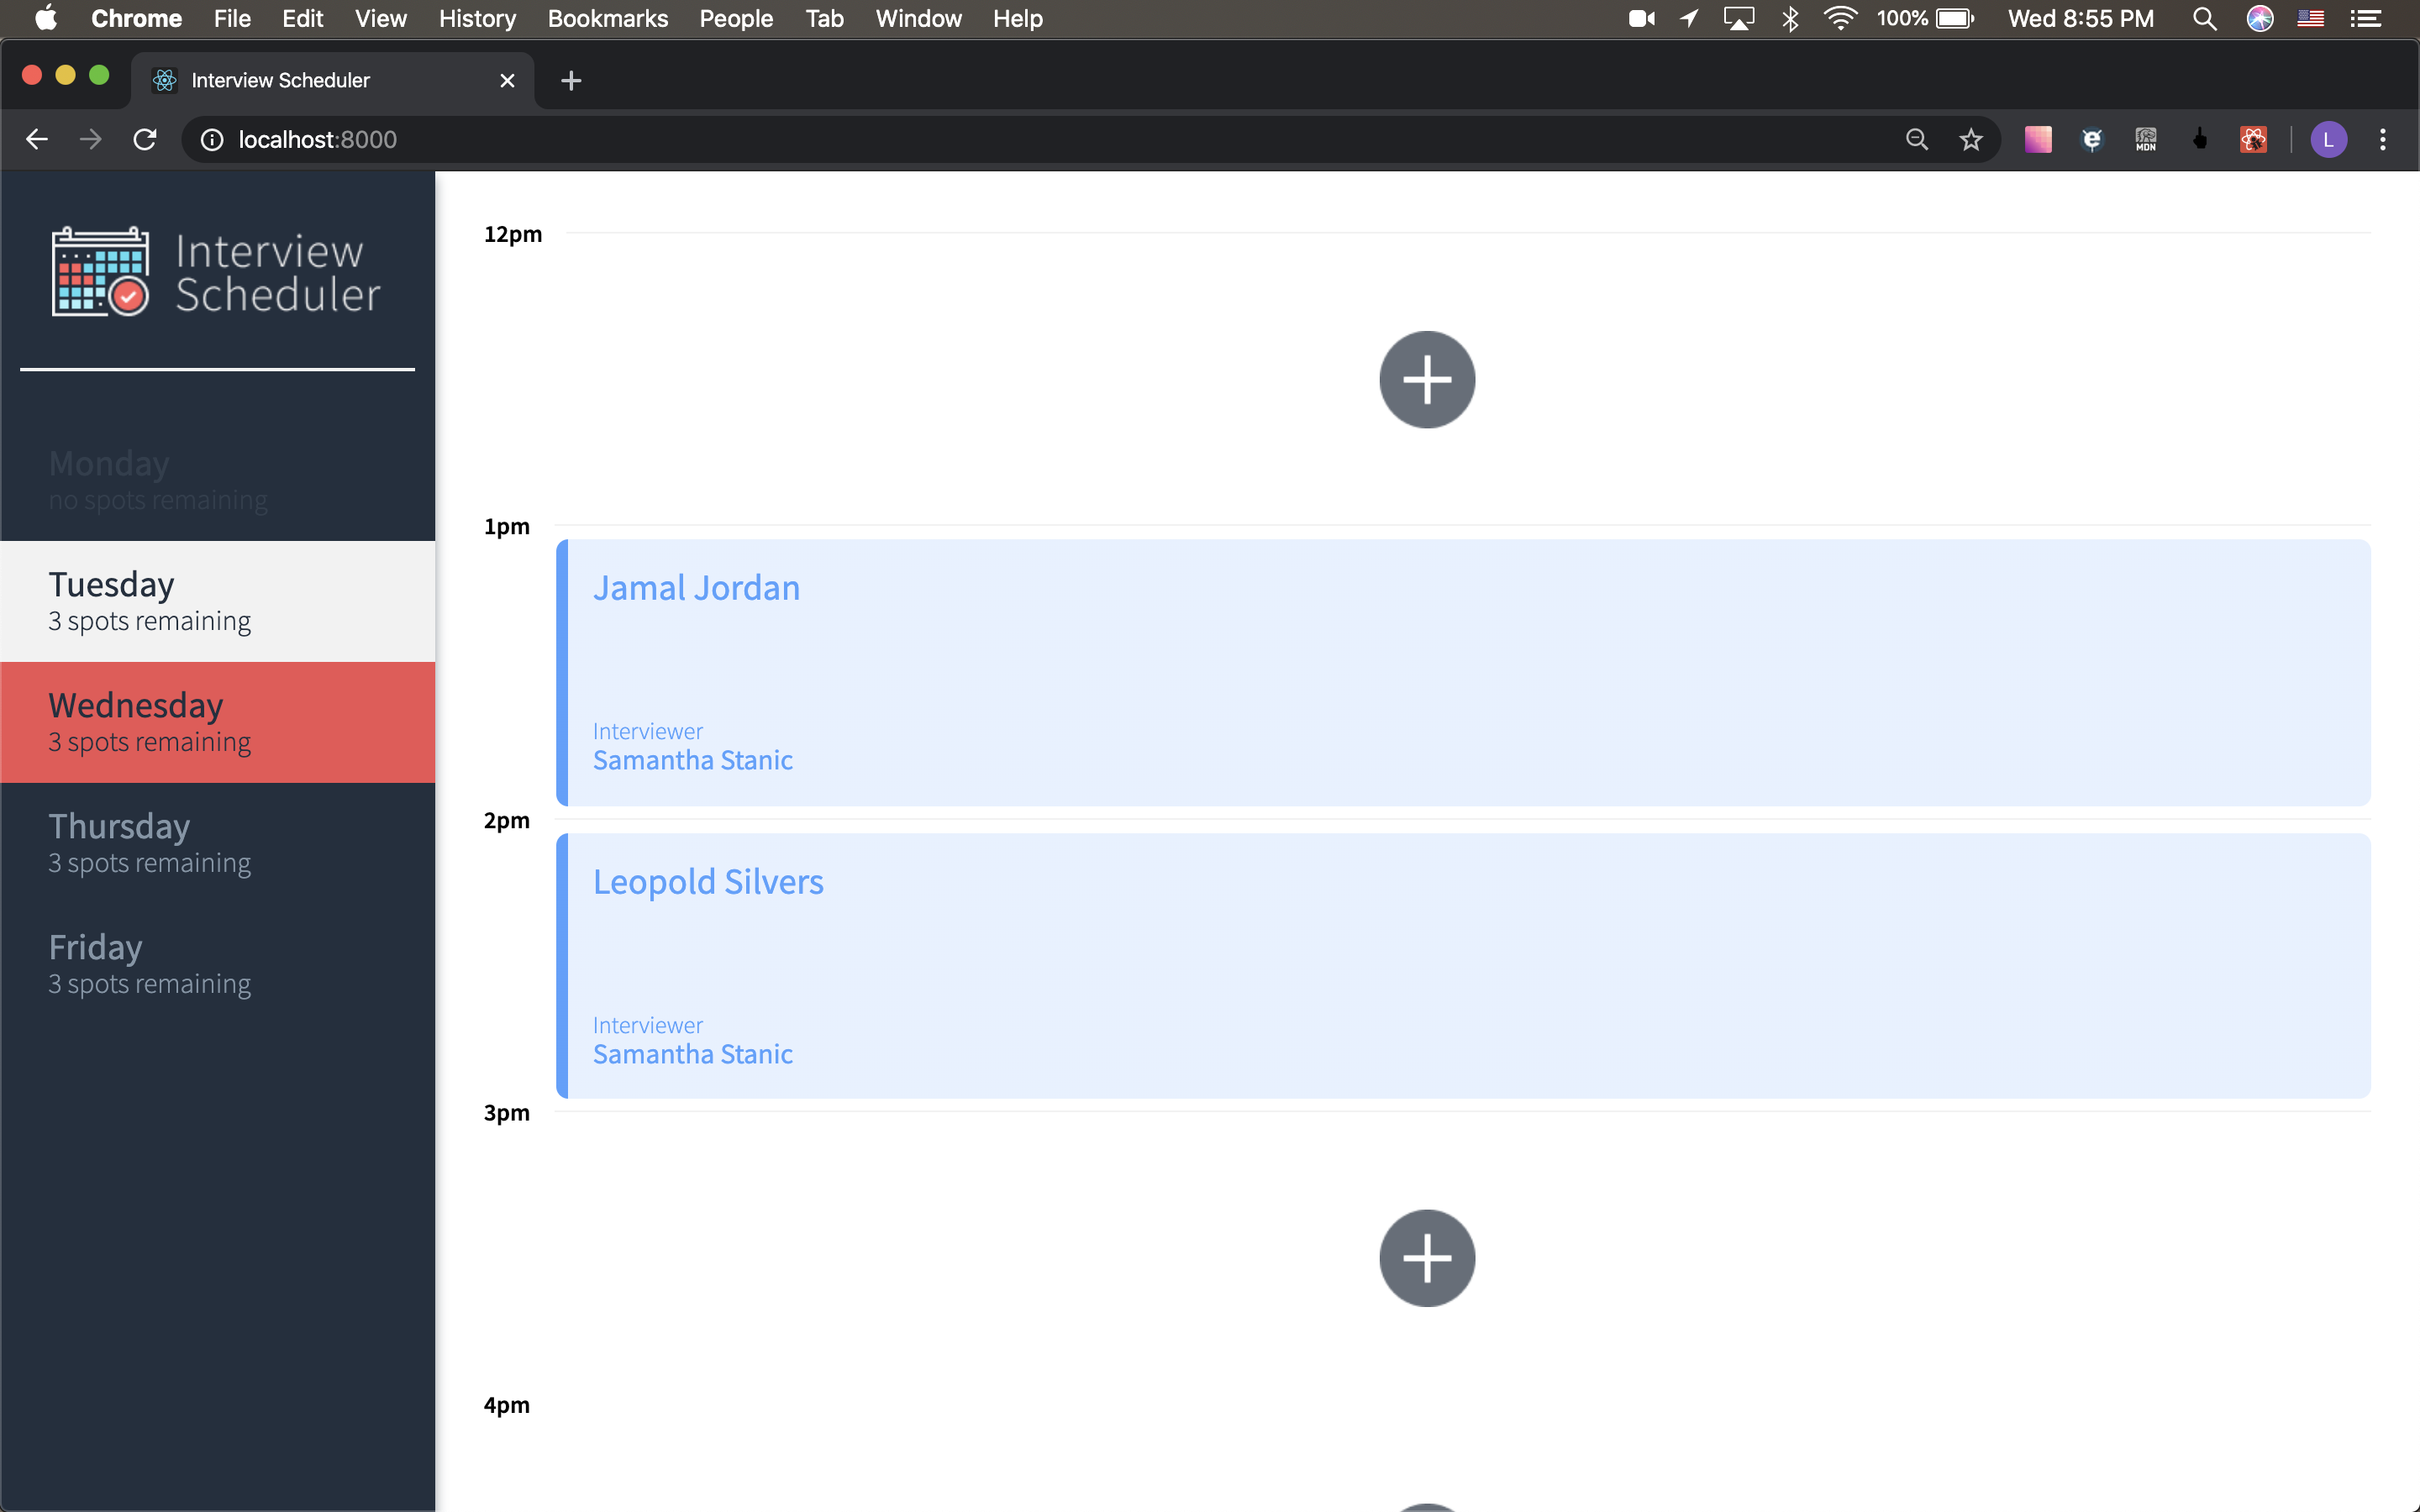 Chrome File Edit View History Bookmarks People Tab Window Help 100% Wed 8:55 PM
Interview Scheduler
localhost:8000
MDN
L
Interview
Scheduler
Monday
no spots remaining
Tuesday
3 spots remaining
Wednesday
3 spots remaining
Thursday
3 spots remaining
Friday
3 spots remaining
12pm
1pm
Jamal Jordan
Interviewer
Samantha Stanic
2pm
Leopold Silvers
Interviewer
Samantha Stanic
3pm
4pm